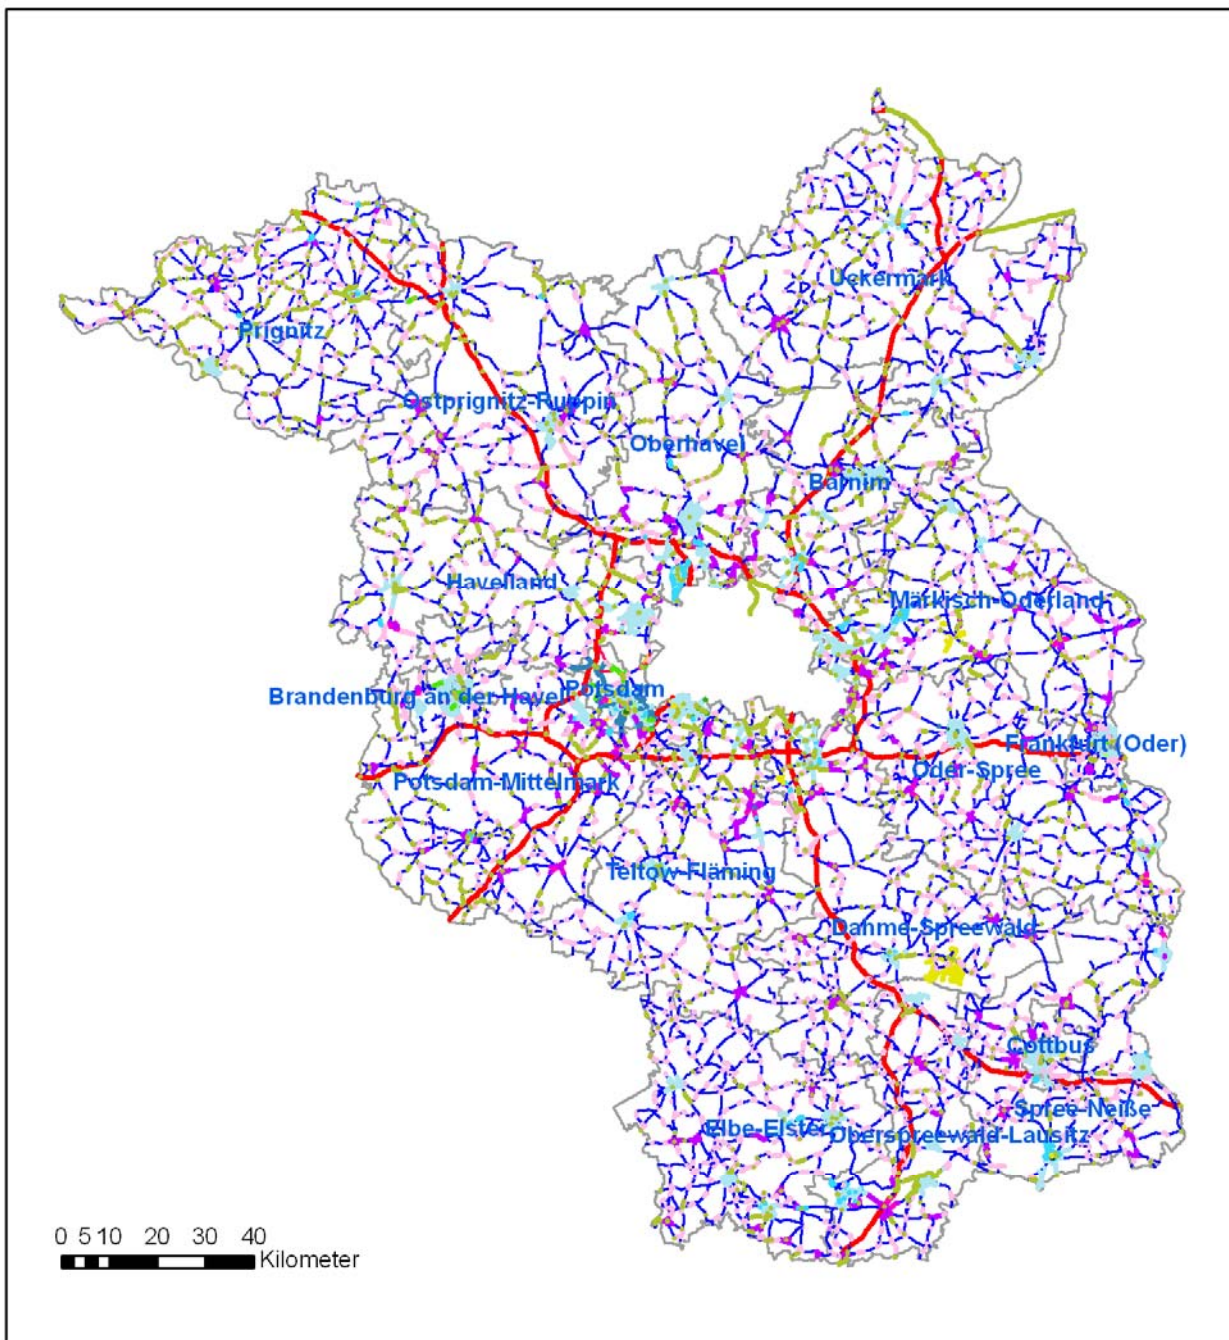 Uckermark
Prignitz
Ostprignitz-Ruppin
Oberhavel
Barnim
Havelland
Märkisch-Oderland
Potsdam
Brandenburg an der Havel
Frankfurt (Oder)
Oder-Spree
Potsdam-Mittelmark
Teltow-Fläming
Dahme-Spreewald
Cottbus
Spree-Neiße
Elbe-Elster
Oberspreewald-Lausitz
0 5 10 20 30 40
Kilometer